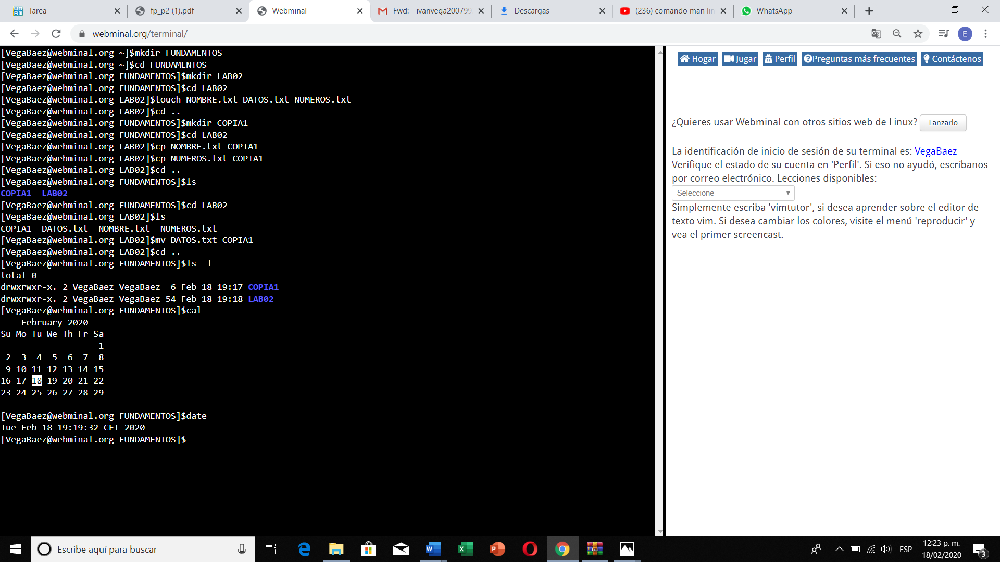 Tarea
fp_p2 (1).pdf
Webminal
Fwd: - ivanvega200799
Descargas
(236) comando man lin
WhatsApp
webminal.org/terminal/
E
[VegaBaez@webminal.org ~]$mkdir FUNDAMENTOS
[VegaBaez@webminal.org ~]$cd FUNDAMENTOS
[VegaBaez@webminal.org FUNDAMENTOS]$mkdir LAB02
[VegaBaez@webminal.org FUNDAMENTOS]$cd LAB02
[VegaBaez@webminal.org LAB02]$touch NOMBRE.txt DATOS.txt NUMEROS.txt
[VegaBaez@webminal.org LAB02]$cd ..
[VegaBaez@webminal.org FUNDAMENTOS]$mkdir COPIA1
[VegaBaez@webminal.org FUNDAMENTOS]$cd LAB02
[VegaBaez@webminal.org LAB02]$cp NOMBRE.txt COPIA1
[VegaBaez@webminal.org LAB02]$cp NUMEROS.txt COPIA1
[VegaBaez@webminal.org LAB02]$cd ..
[VegaBaez@webminal.org FUNDAMENTOS]$ls
COPIA1  LAB02
[VegaBaez@webminal.org FUNDAMENTOS]$cd LAB02
[VegaBaez@webminal.org LAB02]$ls
COPIA1  DATOS.txt  NOMBRE.txt  NUMEROS.txt
[VegaBaez@webminal.org LAB02]$mv DATOS.txt COPIA1
[VegaBaez@webminal.org LAB02]$cd ..
[VegaBaez@webminal.org FUNDAMENTOS]$ls -l
total 0
drwxrwxr-x. 2 VegaBaez VegaBaez  6 Feb 18 19:17 COPIA1
drwxrwxr-x. 2 VegaBaez VegaBaez 54 Feb 18 19:18 LAB02
[VegaBaez@webminal.org FUNDAMENTOS]$cal
    February 2020
Su Mo Tu We Th Fr Sa
                   1
 2  3  4  5  6  7  8
 9 10 11 12 13 14 15
16 17 18 19 20 21 22
23 24 25 26 27 28 29
[VegaBaez@webminal.org FUNDAMENTOS]$date
Tue Feb 18 19:19:32 CET 2020
[VegaBaez@webminal.org FUNDAMENTOS]$
Hogar
Jugar
Perfil
Preguntas más frecuentes
Contáctenos
¿Quieres usar Webminal con otros sitios web de Linux? Lanzarlo
La identificación de inicio de sesión de su terminal es: VegaBaez
Verifique el estado de su cuenta en 'Perfil'. Si eso no ayudó, escríbanos
por correo electrónico. Lecciones disponibles:
Seleccione
Simplemente escriba 'vimtutor', si desea aprender sobre el editor de
texto vim. Si desea cambiar los colores, visite el menú 'reproducir' y
vea el primer screencast.
Escribe aquí para buscar
ESP
12:23 p. m.
18/02/2020
3